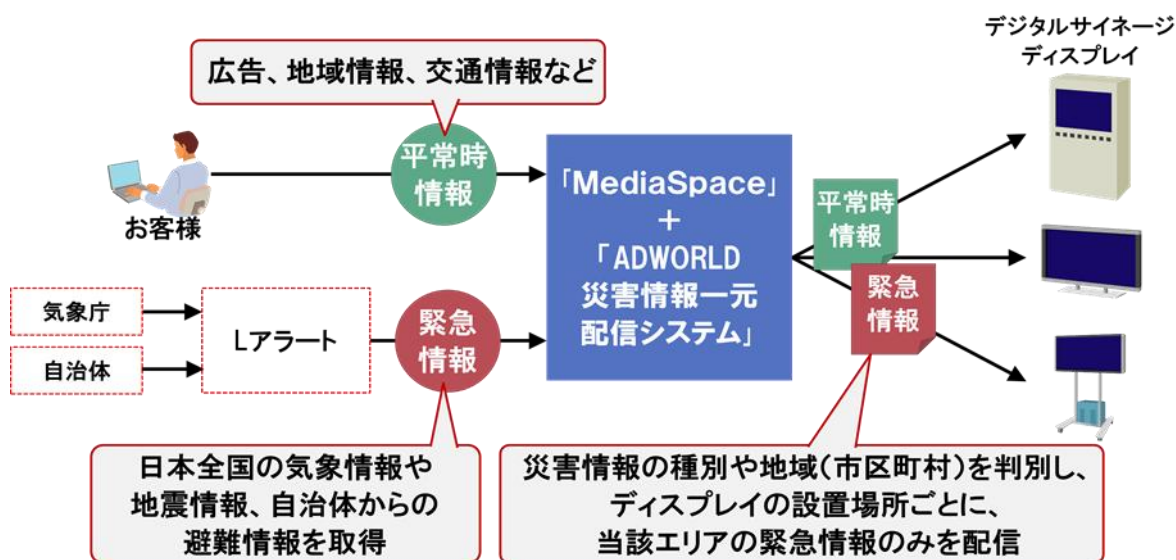 デジタルサイネージ
ディスプレイ
広告、地域情報、交通情報など
平常時
情報
お客様
「MediaSpace」
+
「ADWORLD
災害情報一元
配信システム」
平常時
情報
緊急
情報
気象庁
自治体
Lアラート
緊急
情報
日本全国の気象情報や
地震情報、自治体からの
避難情報を取得
災害情報の種別や地域(市区町村)を判別し、
ディスプレイの設置場所ごとに、
当該エリアの緊急情報のみを配信